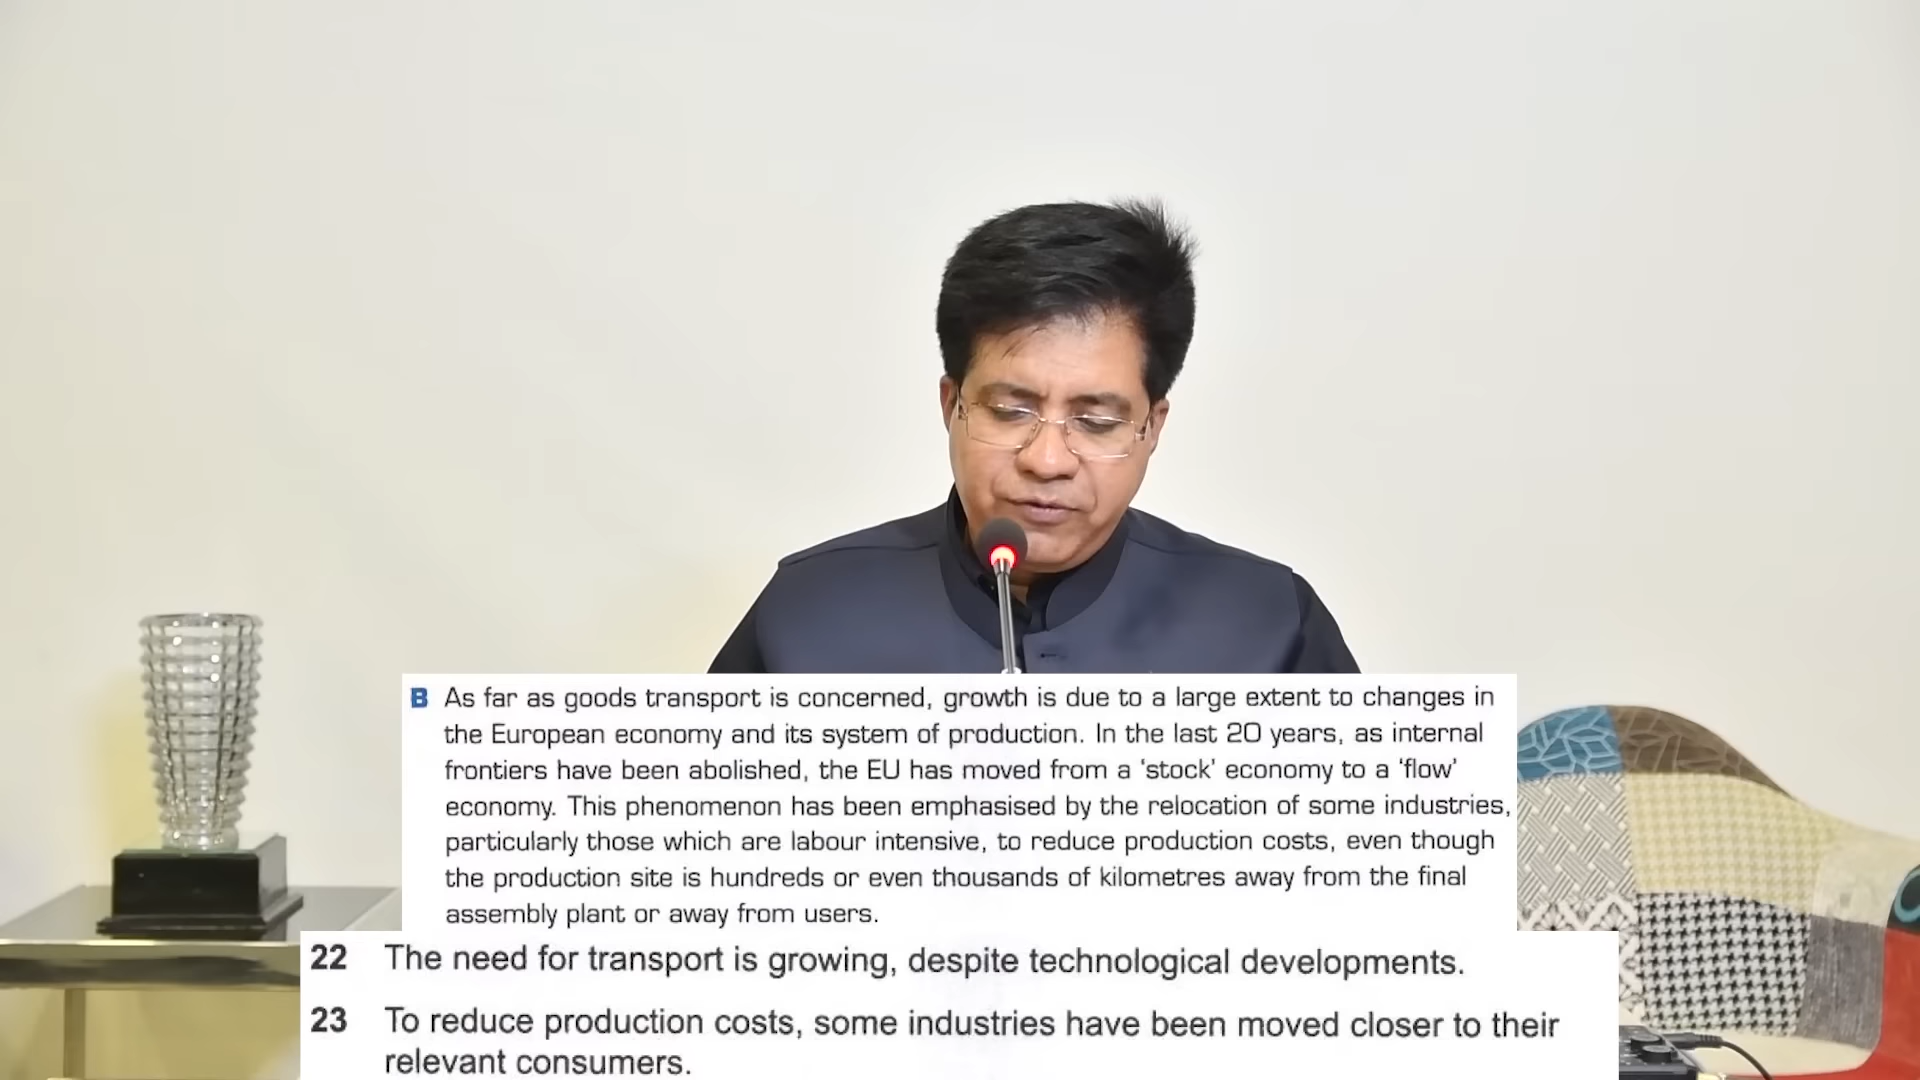 B As far as goods transport is concerned, growth is due to a large extent to changes in
the European economy and its system of production. In the last 20 years, as internal
frontiers have been abolished, the EU has moved from a ‘stock’ economy to a ‘flow’
economy. This phenomenon has been emphasised by the relocation of some industries,
particularly those which are labour intensive, to reduce production costs, even though
the production site is hundreds or even thousands of kilometres away from the final
assembly plant or away from users.
22 The need for transport is growing, despite technological developments.
23 To reduce production costs, some industries have been moved closer to their
relevant consumers.